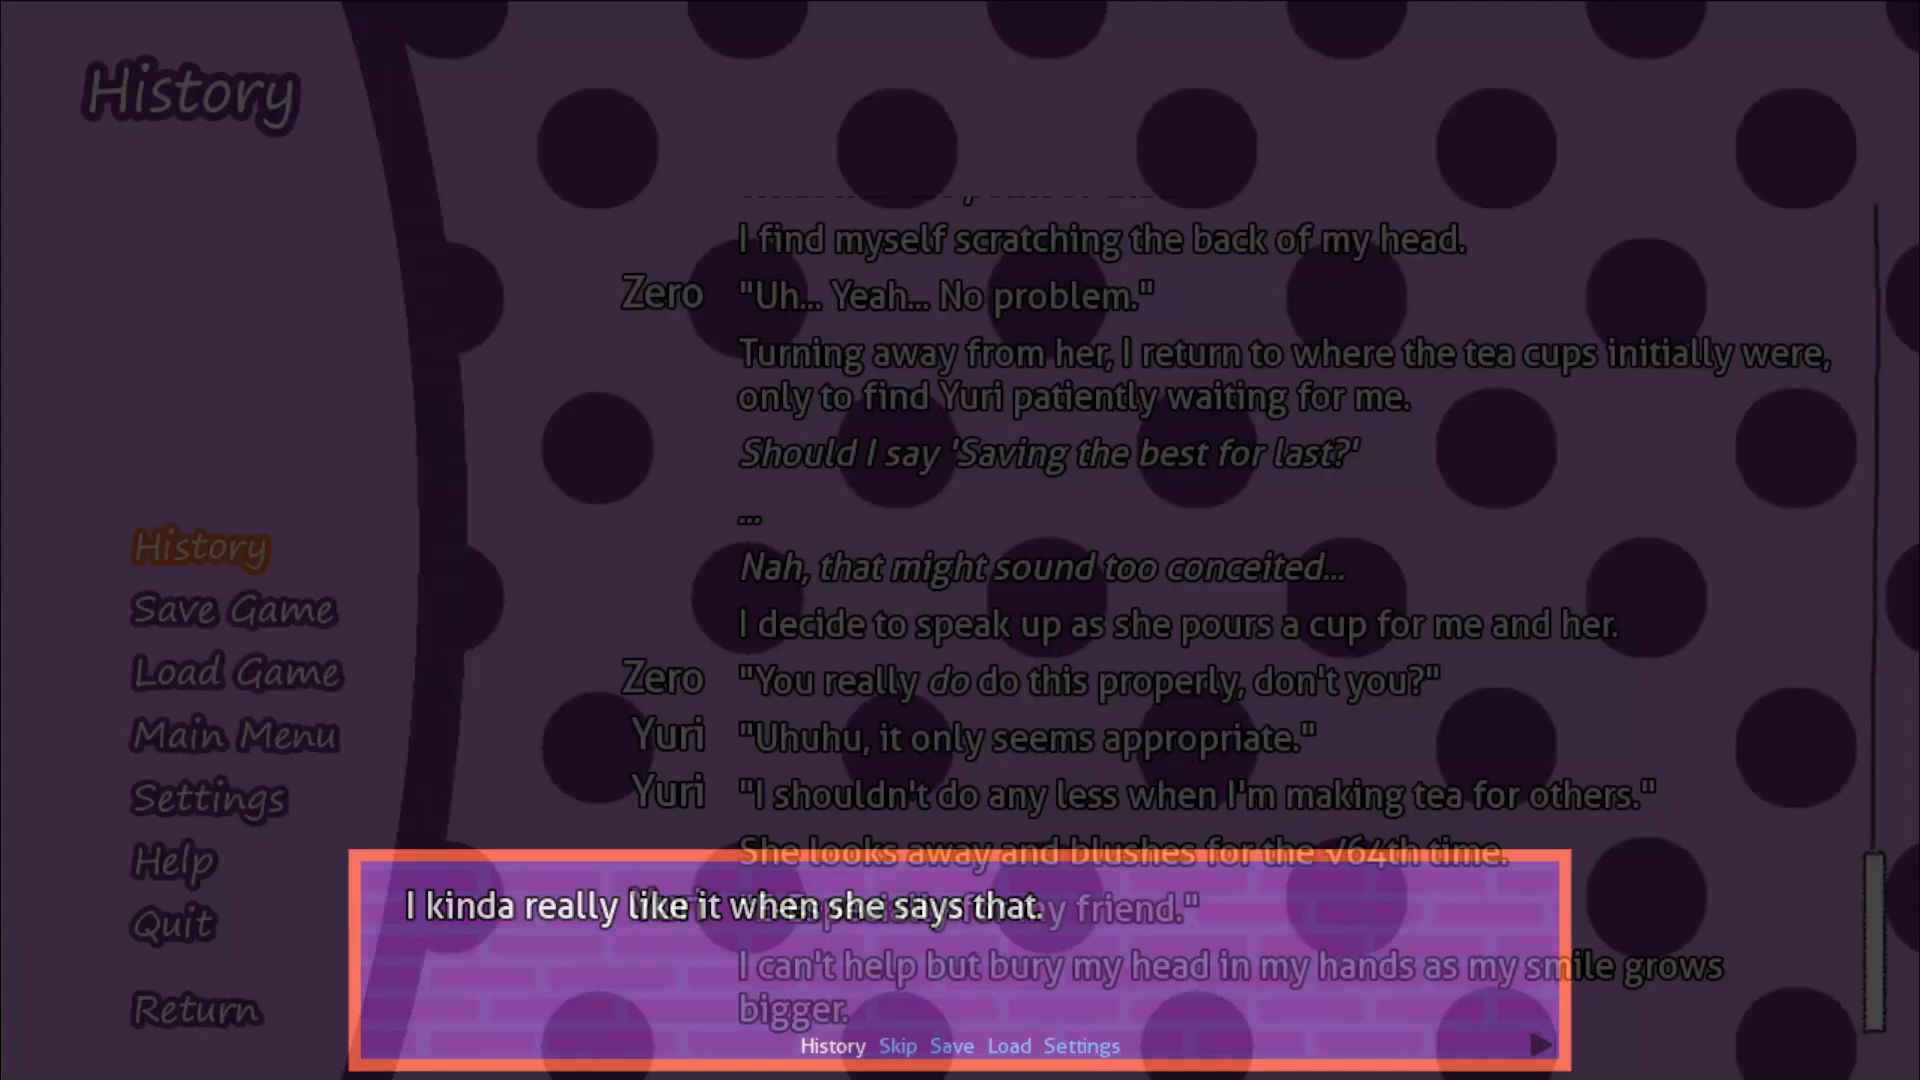 History
I find myself scratching the back of my head.
Zero "Uh... Yeah... No problem."
Turning away from her, I return to where the tea cups initially were,
only to find Yuri patiently waiting for me.
Should I say 'Saving the best for last?'
...
Nah, that might sound too conceited...
I decide to speak up as she pours a cup for me and her.
Zero "You really do do this properly, don't you?"
Yuri "Uhuhu, it only seems appropriate."
Yuri "I shouldn't do any less when I'm making tea for others."
She looks away and blushes for the √64th time.
my friend."
I can't help but bury my head in my hands as my smile grows
bigger.
History
Save Game
Load Game
Main Menu
Settings
Help
Quit
Return
I kinda really like it when she says that.
History Skip Save Load Settings